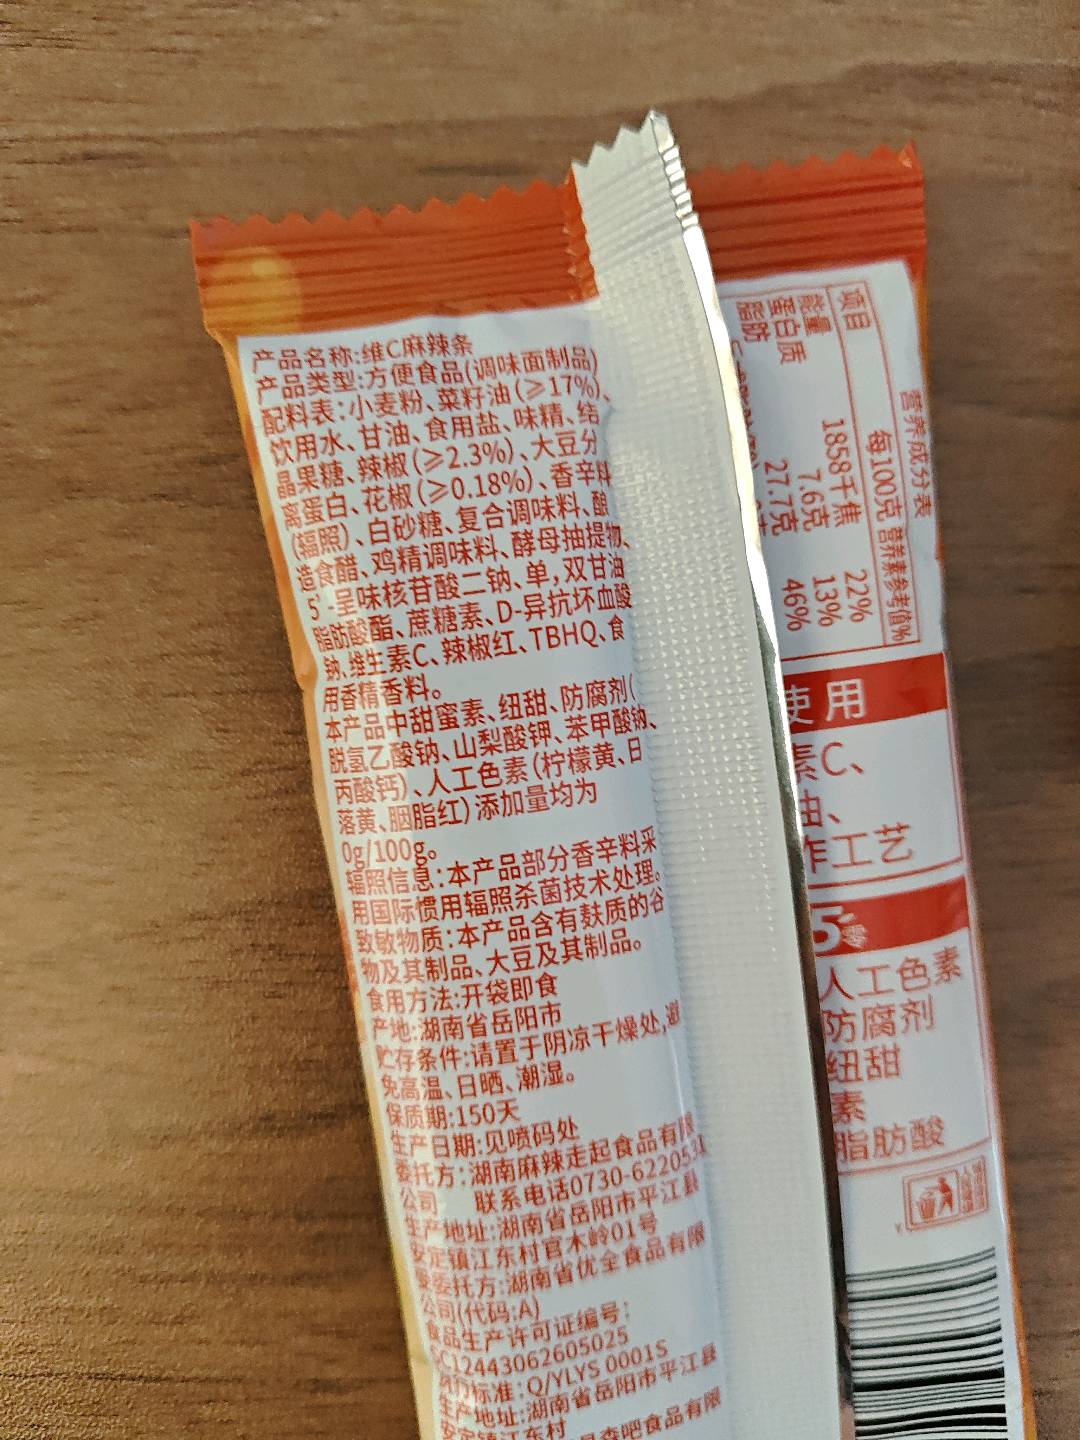 产品名称:维C麻辣条
产品类型:方便食品(调味面制品)
配料表:小麦粉、菜籽油(⩾17%)、
饮用水、甘油、食用盐、味精、结
晶果糖、辣椒(⩾2.3%)、大豆分
离蛋白、花椒(⩾0.18%)、香辛料
(辐照)、白砂糖、复合调味料、酿
造食醋、鸡精调味料、酵母抽提物、
5'-呈味核苷酸二钠、单,双甘油
脂肪酸酯、蔗糖素、D-异抗坏血酸
钠、维生素C、辣椒红、TBHQ、食
用香精香料。
本产品中甜蜜素、纽甜、防腐剂(
脱氢乙酸钠、山梨酸钾、苯甲酸钠、
丙酸钙)、人工色素(柠檬黄、日
落黄、胭脂红)添加量均为
0g/100g。
辐照信息:本产品部分香辛料采
用国际惯用辐照杀菌技术处理。
致敏物质:本产品含有麸质的谷
物及其制品、大豆及其制品。
食用方法:开袋即食
产地:湖南省岳阳市
贮存条件:请置于阴凉干燥处,避
免高温、日晒、潮湿。
保质期:150天
生产日期:见喷码处
委托方:湖南麻辣走起食品有限
公司 联系电话0730-6220531
生产地址:湖南省岳阳市平江县
安定镇江东村官木岭01号
受委托方:湖南省优全食品有限
公司(代码:A)
食品生产许可证编号:
SC12443062605025
执行标准:Q/YLYS 0001S
生产地址:湖南省岳阳市平江县
安定镇江东村
吧食品有限
营养成分表
项目 每100克 营养素参考值%
能量 1858千焦 22%
蛋白质 7.6克 13%
脂肪 27.7克 46%
使用
素C、
油、
作工艺
5零
人工色素
防腐剂
纽甜
素
脂肪酸